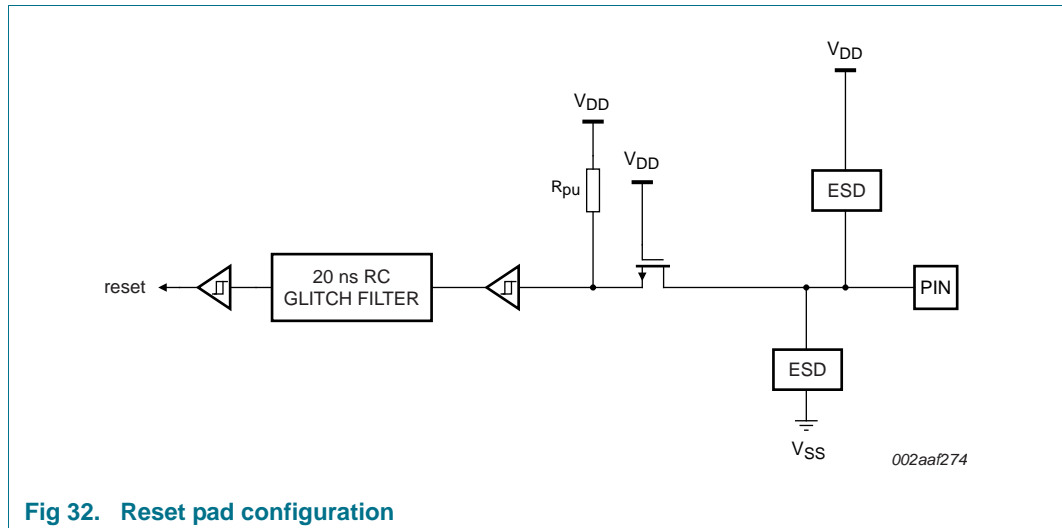 VDD
VDD
VDD
Rpu
ESD
reset
20 ns RC
GLITCH FILTER
PIN
ESD
VSS
002aaf274
Fig 32. Reset pad configuration